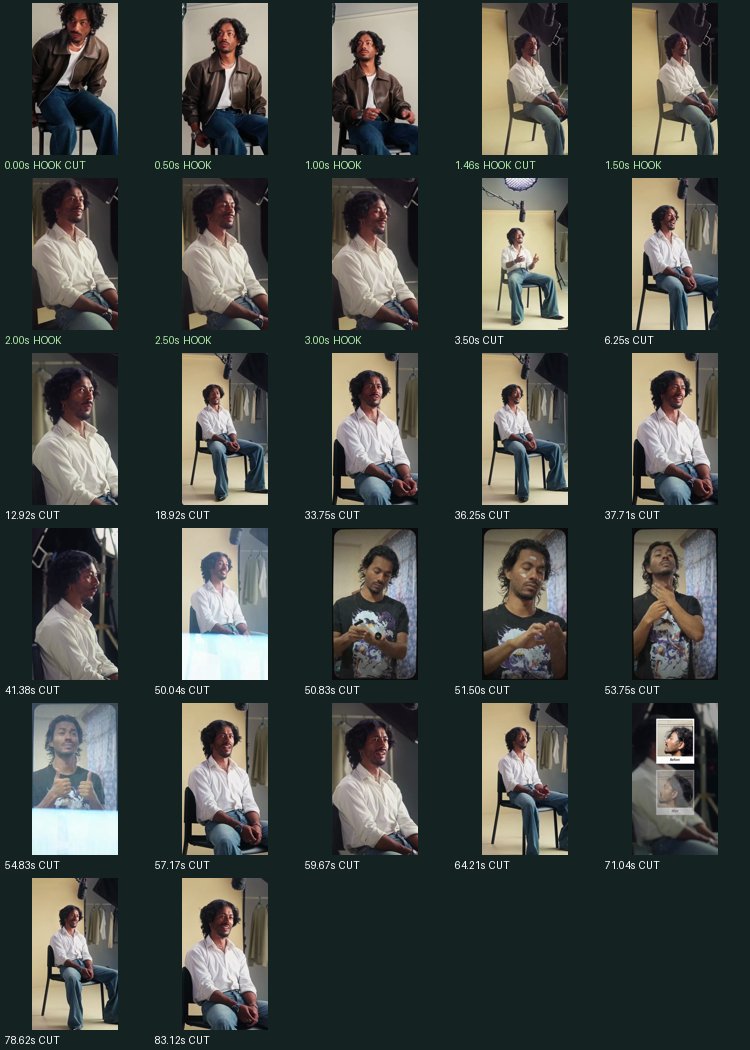 0.00s HOOK CUT
0.50s HOOK
1.00s HOOK
1.46s HOOK CUT
1.50s HOOK
2.00s HOOK
2.50s HOOK
3.00s HOOK
3.50s CUT
6.25s CUT
12.92s CUT
18.92s CUT
33.75s CUT
36.25s CUT
37.71s CUT
41.38s CUT
50.04s CUT
50.83s CUT
51.50s CUT
53.75s CUT
Before
54.83s CUT
57.17s CUT
59.67s CUT
64.21s CUT
71.04s CUT
78.62s CUT
83.12s CUT